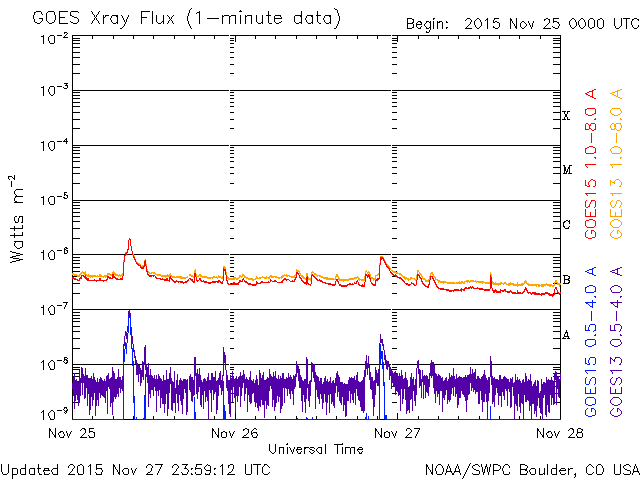 GOES Xray Flux (1-minute data)
Begin: 2015 Nov 25 0000 UTC
10-2
10-3
10-4
10-5
10-6
10-7
10-8
10-9
Watts m-2
X
M
C
B
A
GOES15 1.0-8.0 A
GOES13 1.0-8.0 A
GOES15 0.5-4.0 A
GOES13 0.5-4.0 A
Nov 25
Nov 26
Nov 27
Nov 28
Universal Time
Updated 2015 Nov 27 23:59:12 UTC
NOAA/SWPC Boulder, CO USA